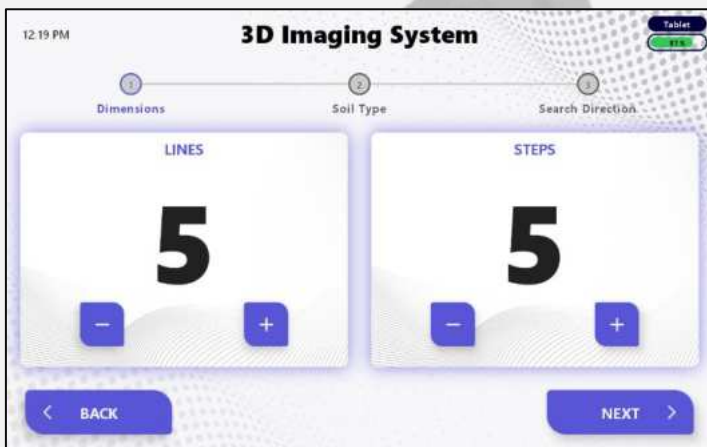 12:19 PM
3D Imaging System
Tablet
81%
1
2
3
Dimensions
Soil Type
Search Direction
LINES
STEPS
5
5
−
+
−
+
< BACK
NEXT >